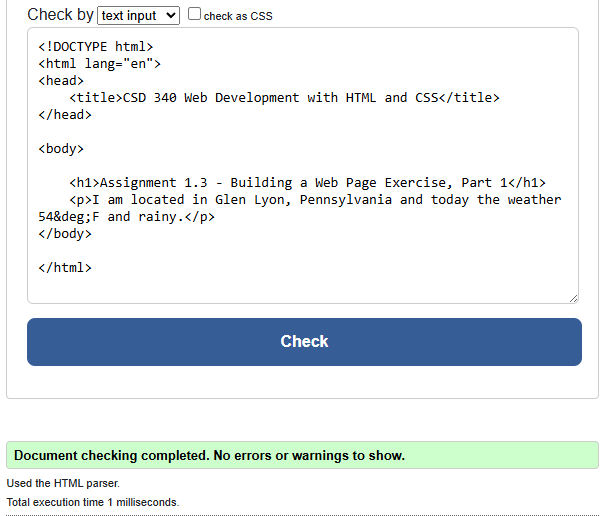 Check by text input check as CSS
<!DOCTYPE html>
<html lang="en">
<head>
    <title>CSD 340 Web Development with HTML and CSS</title>
</head>

<body>

    <h1>Assignment 1.3 - Building a Web Page Exercise, Part 1</h1>
    <p>I am located in Glen Lyon, Pennsylvania and today the weather
54&deg;F and rainy.</p>
</body>

</html>
Check
Document checking completed. No errors or warnings to show.
Used the HTML parser.
Total execution time 1 milliseconds.